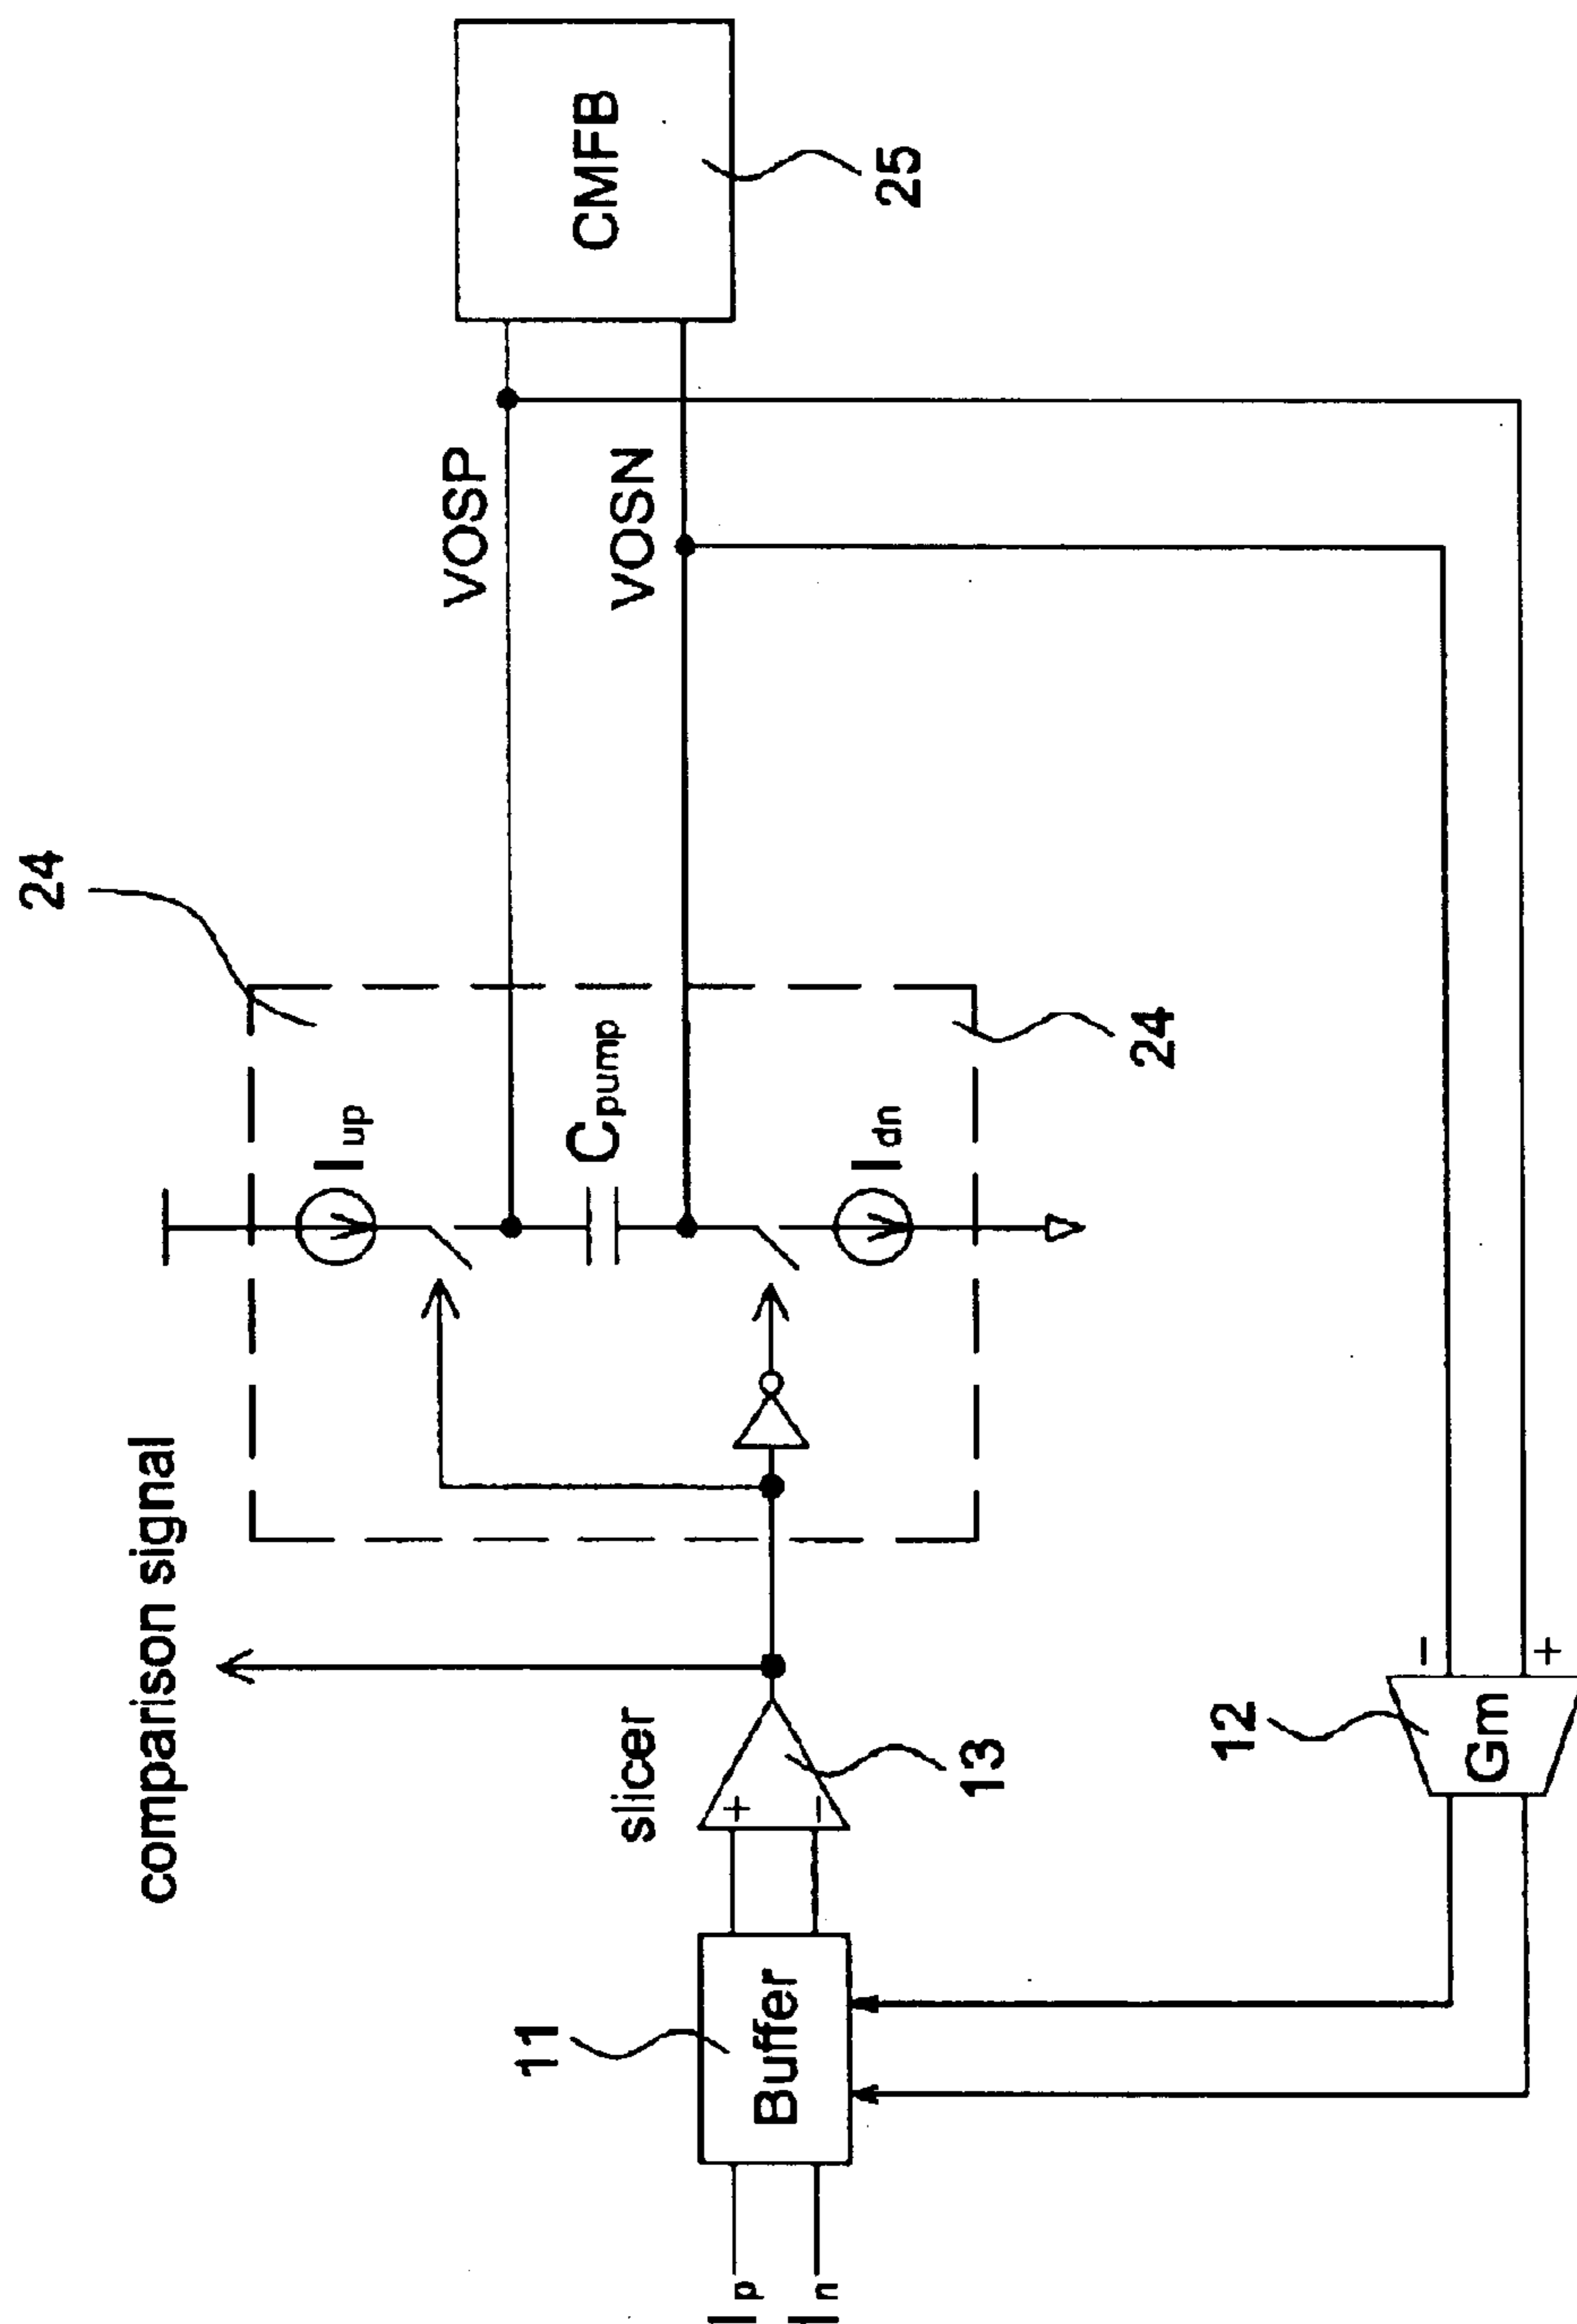 24
comparison signal
Iup
VOSP
Cpump
VOSN
CMFB
25
Idn
24
slicer
+
−
13
11
Buffer
Ip
In
12
Gm
−
+